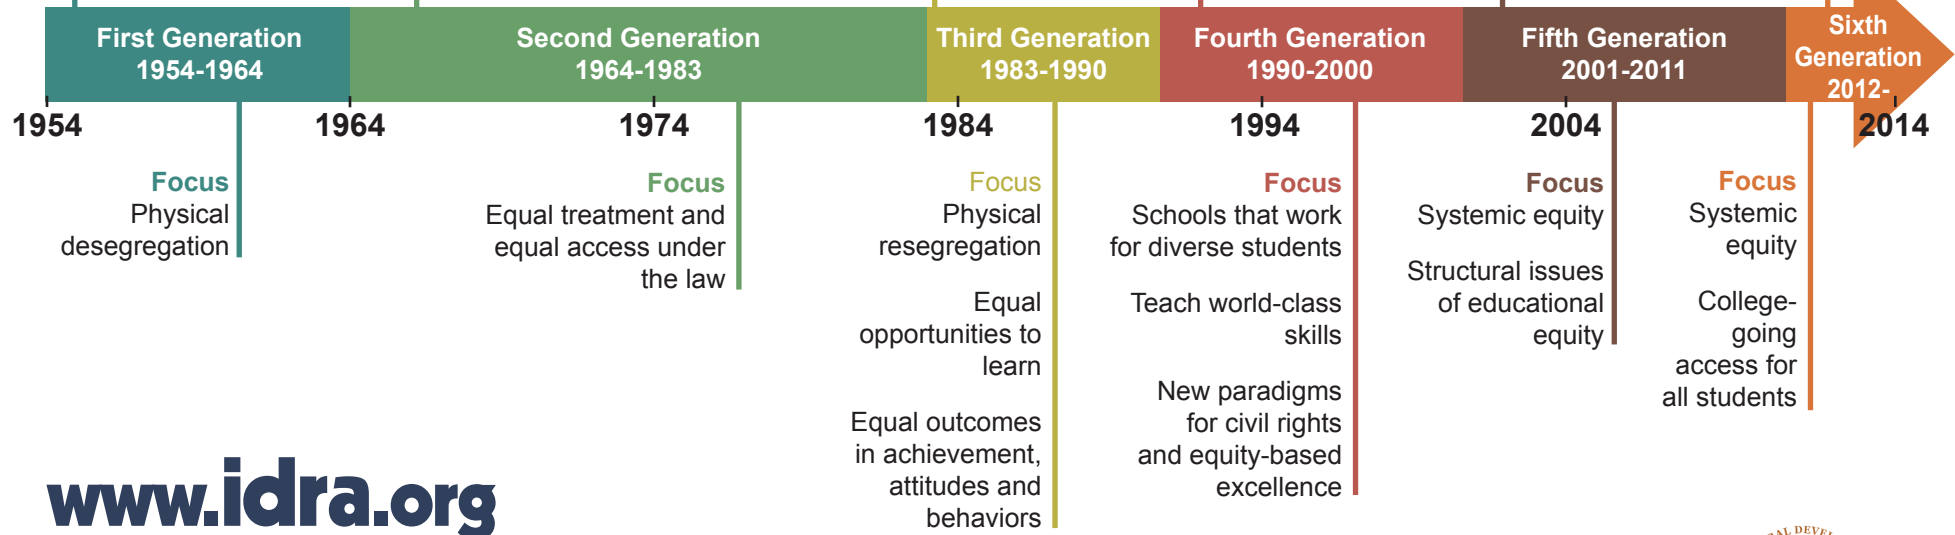 First Generation
1954-1964
Second Generation
1964-1983
Third Generation
1983-1990
Fourth Generation
1990-2000
Fifth Generation
2001-2011
Sixth
Generation
2012-
1954
1964
1974
1984
1994
2004
2014
Focus
Physical
desegregation
Focus
Equal treatment and
equal access under
the law
Focus
Physical
resegregation
Equal
opportunities to
learn
Equal outcomes
in achievement,
attitudes and
behaviors
Focus
Schools that work
for diverse students
Teach world-class
skills
New paradigms
for civil rights
and equity-based
excellence
Focus
Systemic equity
Structural issues
of educational
equity
Focus
Systemic
equity
College-
going
access for
all students
www.idra.org